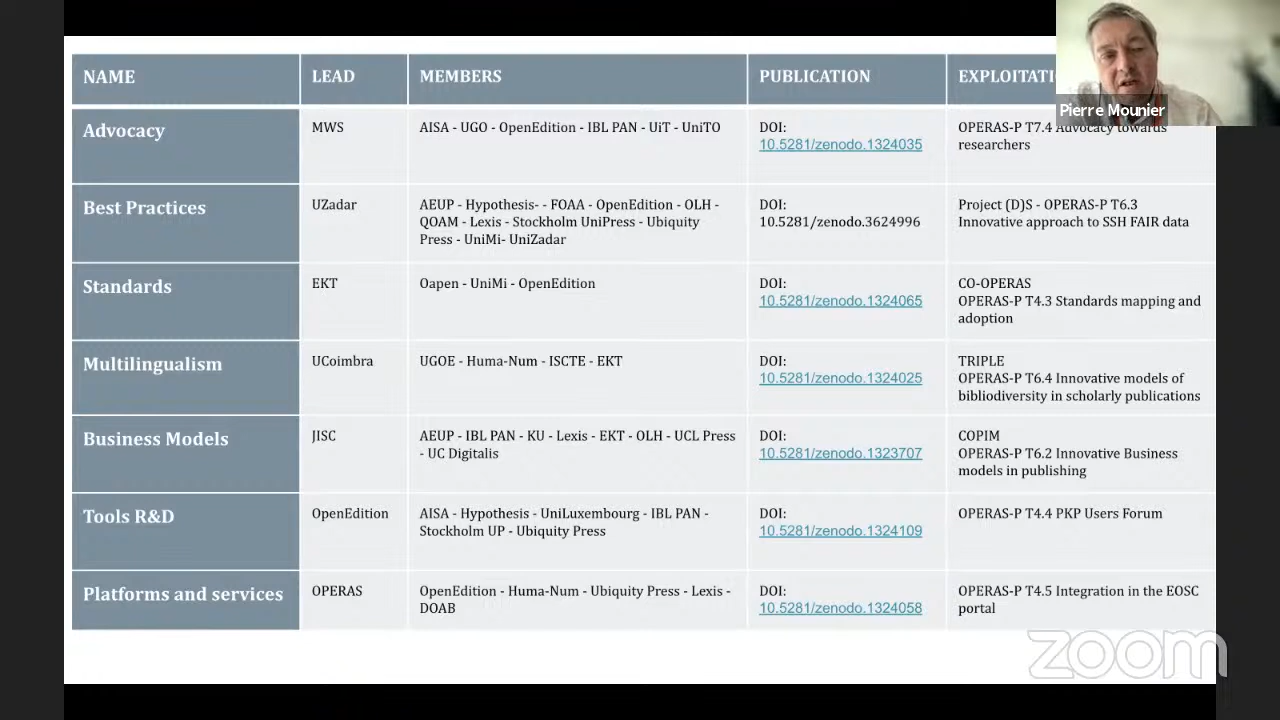 NAME
LEAD
MEMBERS
PUBLICATION
EXPLOITATI
Pierre Mounier
Advocacy
MWS
AISA - UGO - OpenEdition - IBL PAN - UiT - UniTO
DOI:
10.5281/zenodo.1324035
OPERAS-P T7.4 Advocacy towards
researchers
Best Practices
UZadar
AEUP - Hypothesis- - FOAA - OpenEdition - OLH -
QOAM - Lexis - Stockholm UniPress - Ubiquity
Press - UniMi- UniZadar
DOI:
10.5281/zenodo.3624996
Project (D)S - OPERAS-P T6.3
Innovative approach to SSH FAIR data
Standards
EKT
Oapen - UniMi - OpenEdition
DOI:
10.5281/zenodo.1324065
CO-OPERAS
OPERAS-P T4.3 Standards mapping and
adoption
Multilingualism
UCoimbra
UGOE - Huma-Num - ISCTE - EKT
DOI:
10.5281/zenodo.1324025
TRIPLE
OPERAS-P T6.4 Innovative models of
bibliodiversity in scholarly publications
Business Models
JISC
AEUP - IBL PAN - KU - Lexis - EKT - OLH - UCL Press
- UC Digitalis
DOI:
10.5281/zenodo.1323707
COPIM
OPERAS-P T6.2 Innovative Business
models in publishing
Tools R&D
OpenEdition
AISA - Hypothesis - UniLuxembourg - IBL PAN -
Stockholm UP - Ubiquity Press
DOI:
10.5281/zenodo.1324109
OPERAS-P T4.4 PKP Users Forum
Platforms and services
OPERAS
OpenEdition - Huma-Num - Ubiquity Press - Lexis -
DOAB
DOI:
10.5281/zenodo.1324058
OPERAS-P T4.5 Integration in the EOSC
portal
zoom